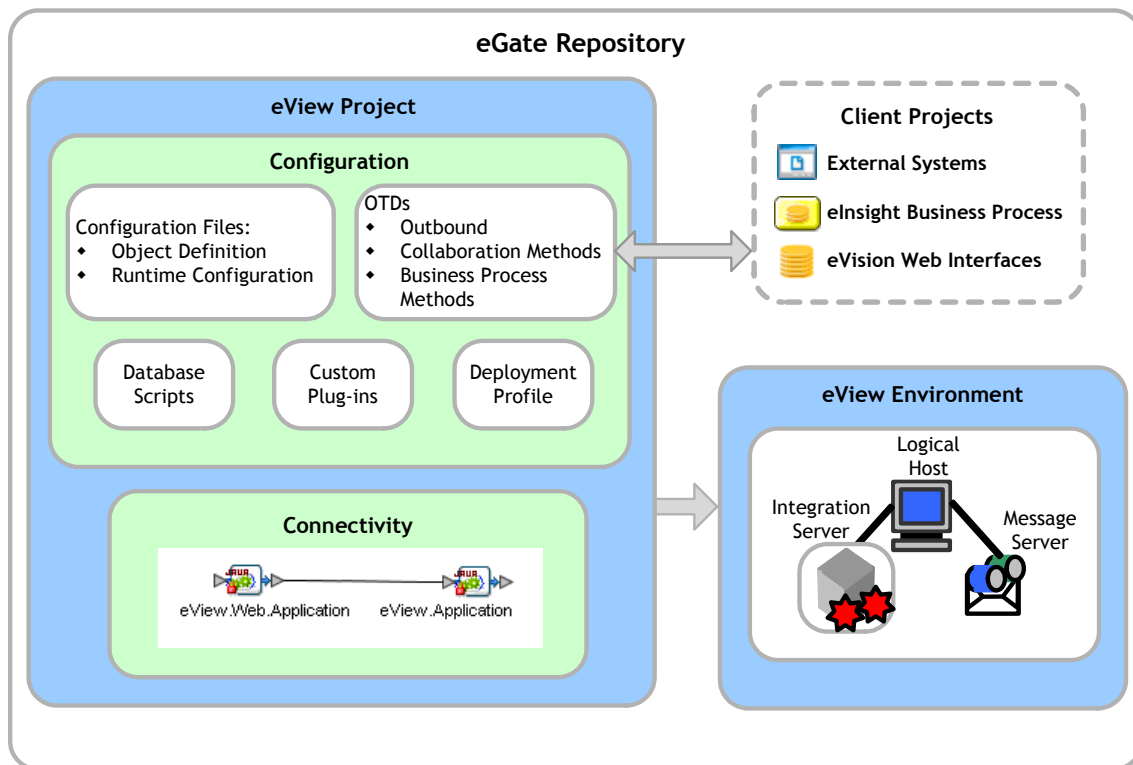 eGate Repository
eView Project
Configuration
Configuration Files:
◆ Object Definition
◆ Runtime Configuration
OTDs
◆ Outbound
◆ Collaboration Methods
◆ Business Process
Methods
Database
Scripts
Custom
Plug-ins
Deployment
Profile
Connectivity
JAVA
JAVA
eView.Web.Application
eView.Application
Client Projects
External Systems
eInsight Business Process
eVision Web Interfaces
eView Environment
Logical
Host
Integration
Server
Message
Server